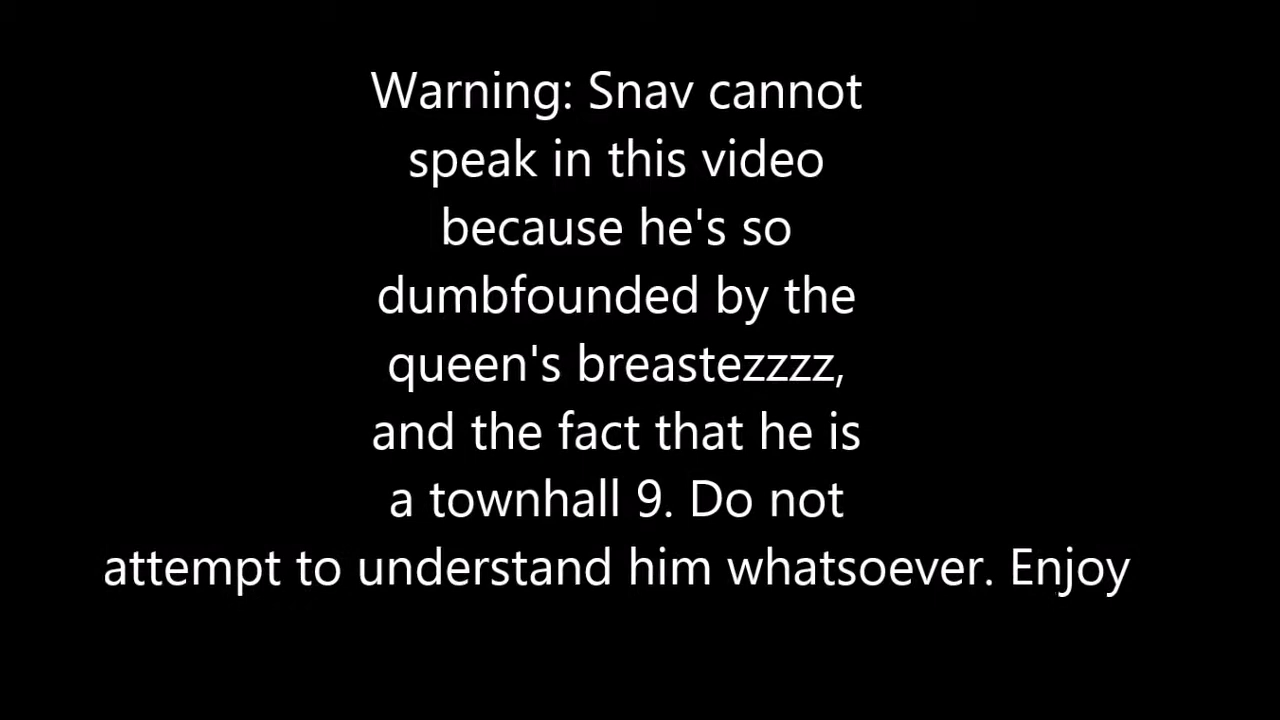 Warning: Snav cannot
speak in this video
because he's so
dumbfounded by the
queen's breastezzzz,
and the fact that he is
a townhall 9. Do not
attempt to understand him whatsoever. Enjoy